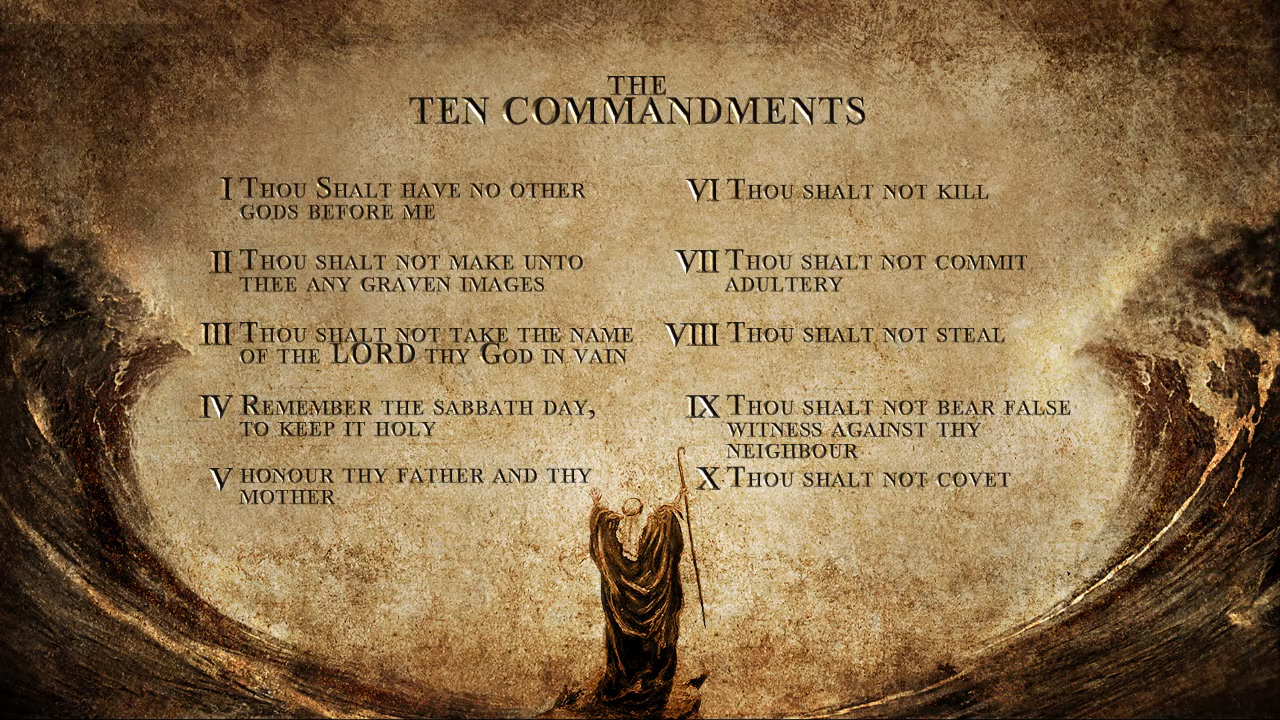 THE
TEN COMMANDMENTS
I THOU SHALT HAVE NO OTHER
GODS BEFORE ME
II THOU SHALT NOT MAKE UNTO
THEE ANY GRAVEN IMAGES
III THOU SHALT NOT TAKE THE NAME
OF THE LORD THY GOD IN VAIN
IV REMEMBER THE SABBATH DAY,
TO KEEP IT HOLY
V HONOUR THY FATHER AND THY
MOTHER
VI THOU SHALT NOT KILL
VII THOU SHALT NOT COMMIT
ADULTERY
VIII THOU SHALT NOT STEAL
IX THOU SHALT NOT BEAR FALSE
WITNESS AGAINST THY
NEIGHBOUR
X THOU SHALT NOT COVET